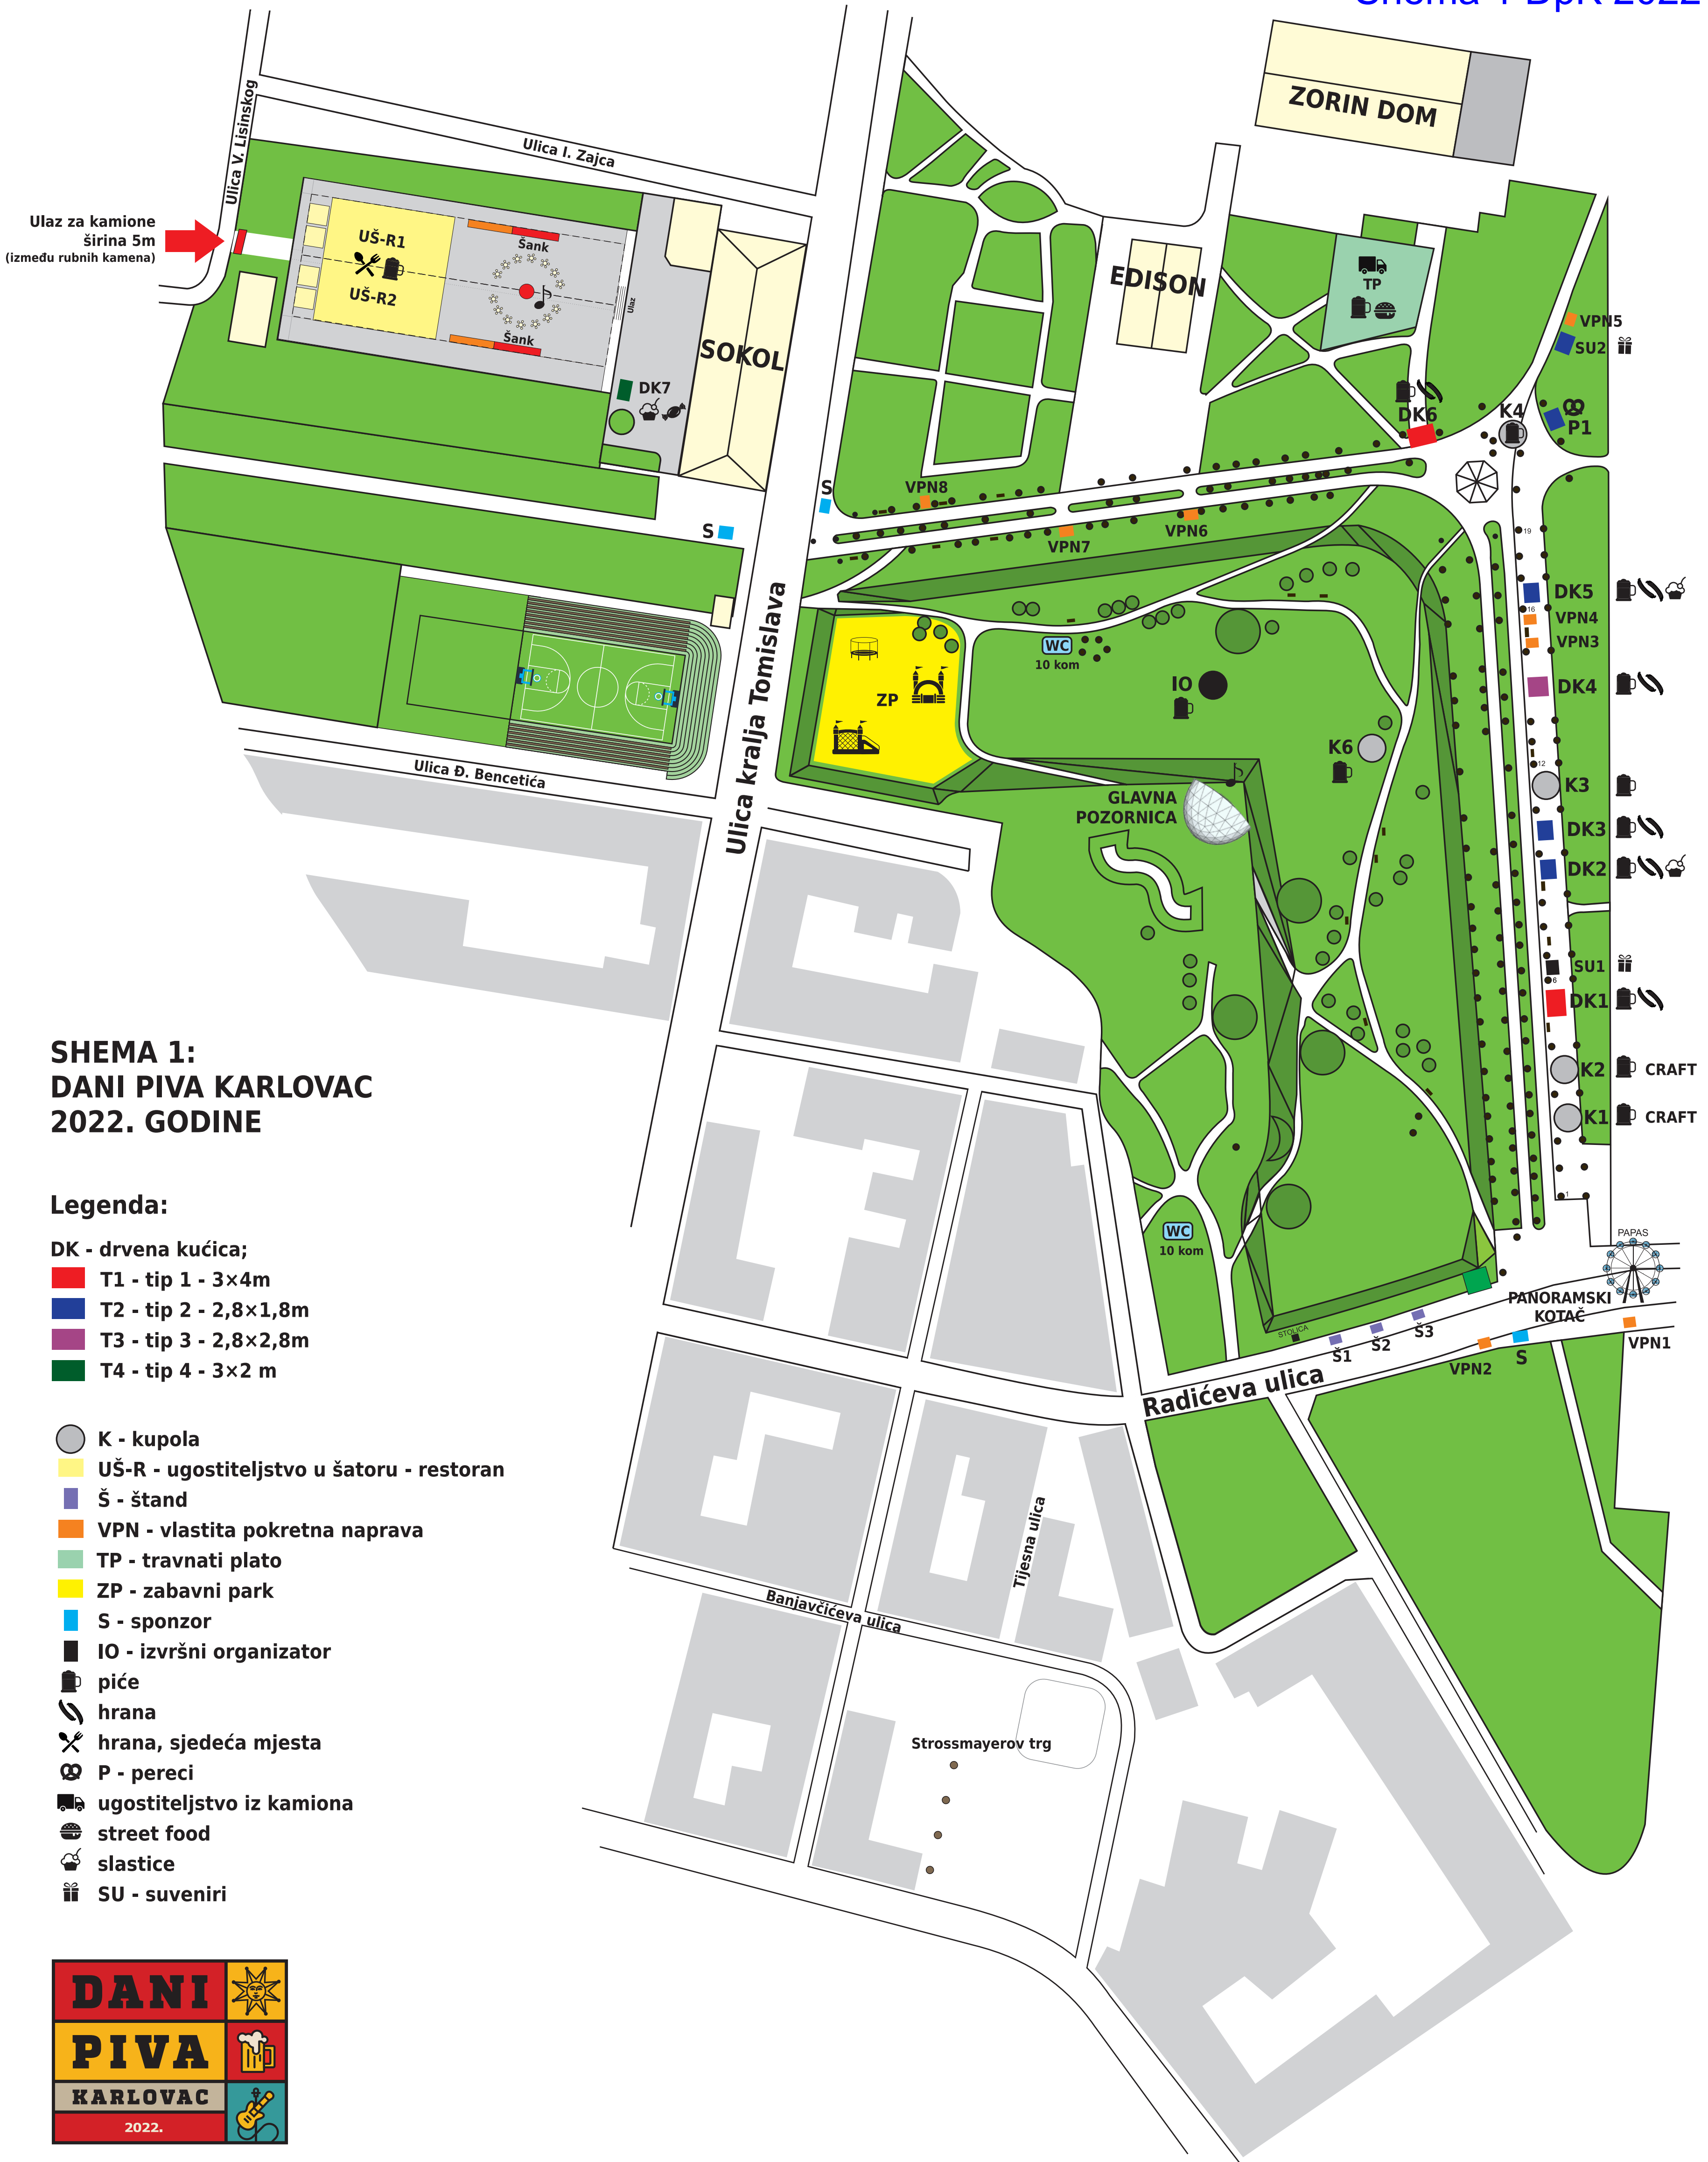 Shema 1 DpK 2022
ZORIN DOM
Ulica V. Lisinskog
Ulica I. Zajca
Ulaz za kamione
širina 5m
(između rubnih kamena)
UŠ-R1
UŠ-R2
Šank
Šank
Ulaz
SOKOL
DK7
EDISON
TP
VPN5
SU2
DK6
K4
P1
S
S
VPN8
VPN7
VPN6
19
DK5
16
VPN4
VPN3
DK4
12
K3
DK3
DK2
SU1
6
DK1
K2
CRAFT
K1
CRAFT
1
WC
10 kom
IO
ZP
K6
GLAVNA
POZORNICA
Ulica kralja Tomislava
Ulica Đ. Bencetića
WC
10 kom
PAPAS
PANORAMSKI
KOTAČ
STOLICA
Š1
Š2
Š3
VPN2
S
VPN1
Radićeva ulica
Tijesna ulica
Banjavčićeva ulica
Strossmayerov trg
SHEMA 1:
DANI PIVA KARLOVAC
2022. GODINE
Legenda:
DK - drvena kućica;
T1 - tip 1 - 3×4m
T2 - tip 2 - 2,8×1,8m
T3 - tip 3 - 2,8×2,8m
T4 - tip 4 - 3×2 m
K - kupola
UŠ-R - ugostiteljstvo u šatoru - restoran
Š - štand
VPN - vlastita pokretna naprava
TP - travnati plato
ZP - zabavni park
S - sponzor
IO - izvršni organizator
piće
hrana
hrana, sjedeća mjesta
P - pereci
ugostiteljstvo iz kamiona
street food
slastice
SU - suveniri
DANI
PIVA
KARLOVAC
2022.